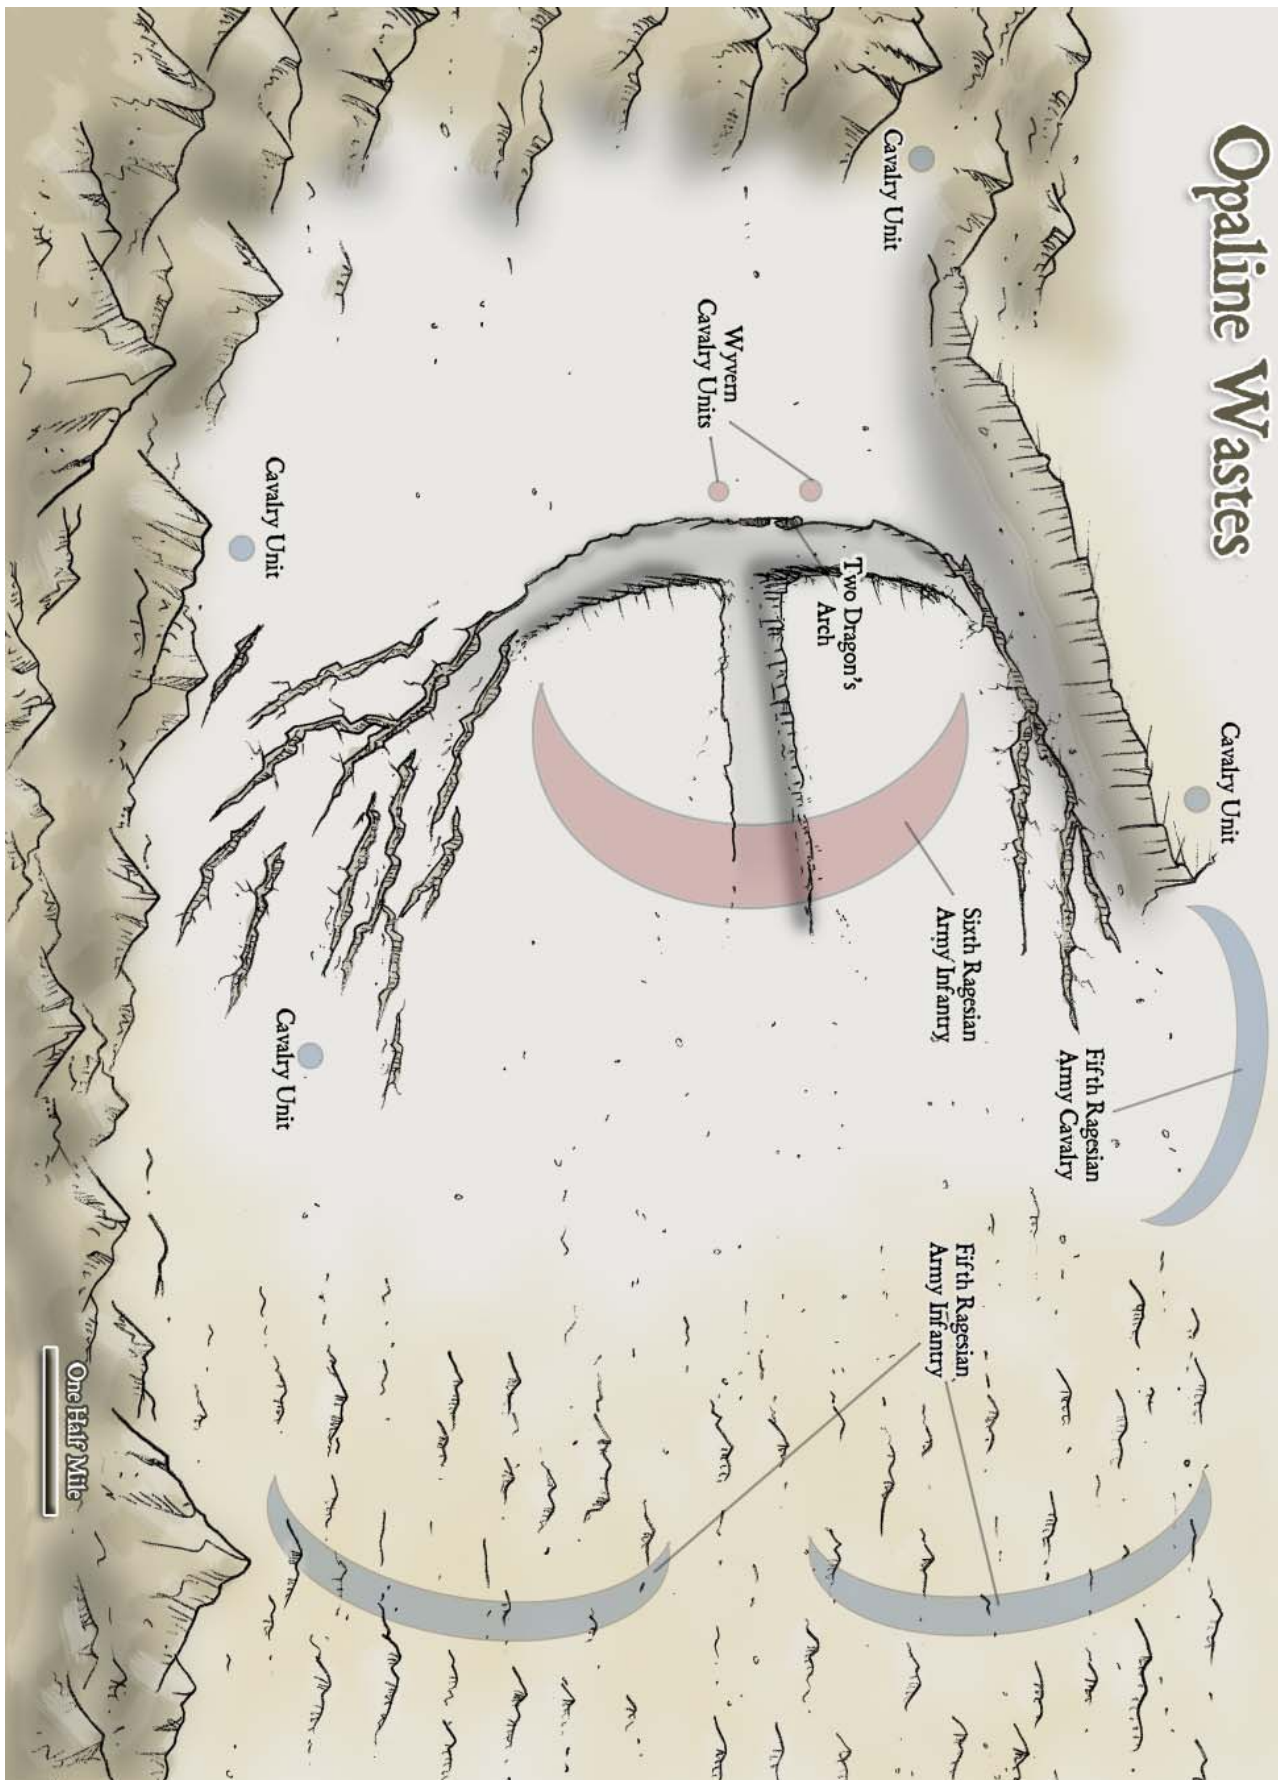 Opaline Wastes
Cavalry Unit
Cavalry Unit
Wyvern
Cavalry Units
Two Dragon's
Arch
Sixth Ragesian
Army Infantry
Fifth Ragesian
Army Cavalry
Fifth Ragesian
Army Infantry
Cavalry Unit
Cavalry Unit
One Half Mile